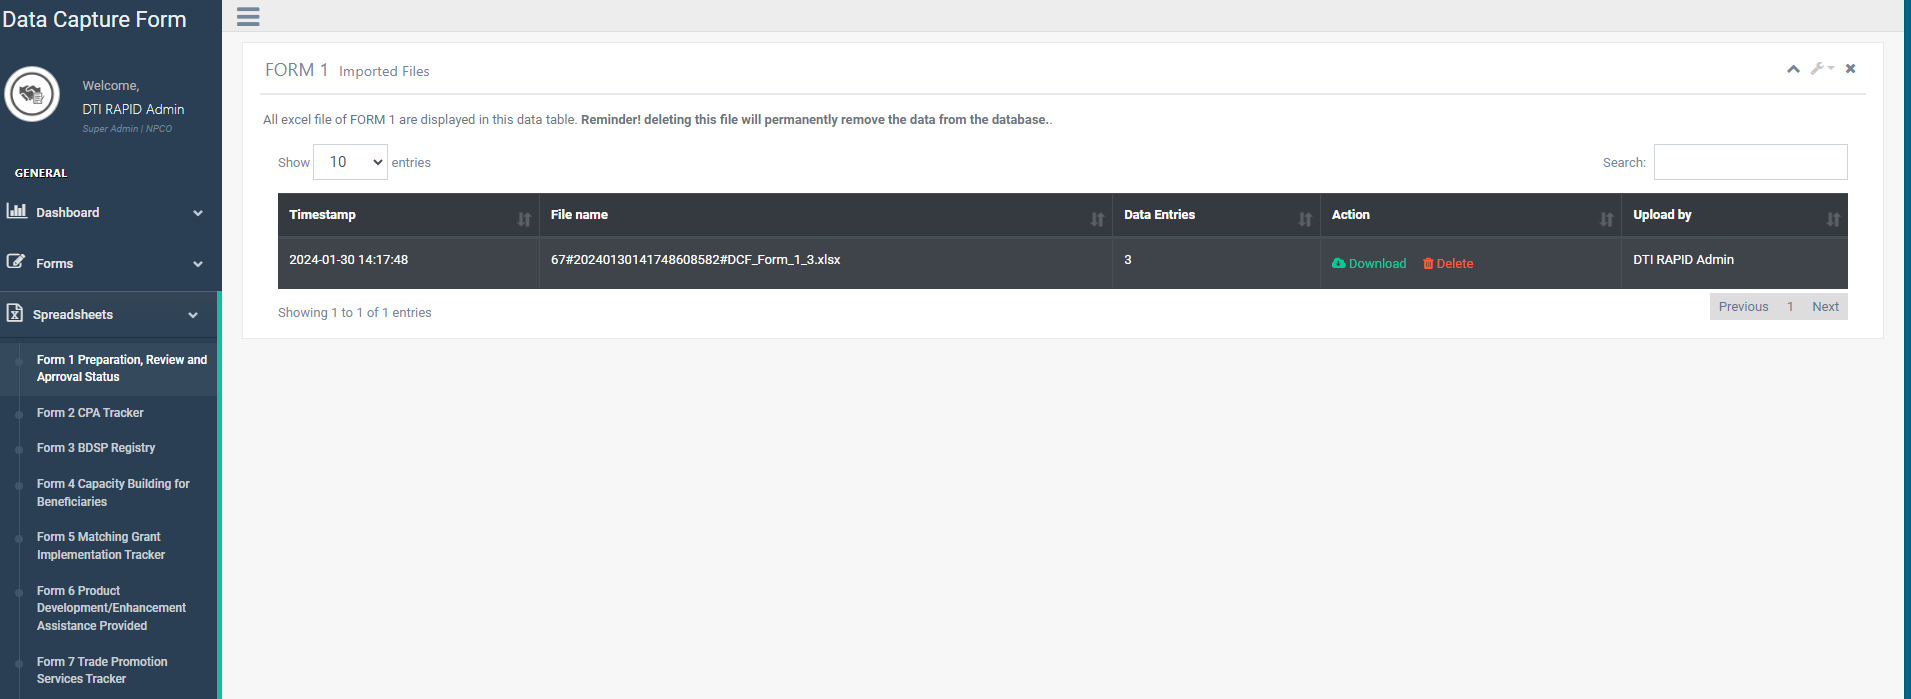 Data Capture Form
Welcome,
DTI RAPID Admin
Super Admin | NPCO
GENERAL
Dashboard
Forms
Spreadsheets
Form 1 Preparation, Review and
Aprroval Status
Form 2 CPA Tracker
Form 3 BDSP Registry
Form 4 Capacity Building for
Beneficiaries
Form 5 Matching Grant
Implementation Tracker
Form 6 Product
Development/Enhancement
Assistance Provided
Form 7 Trade Promotion
Services Tracker
FORM 1 Imported Files
All excel file of FORM 1 are displayed in this data table. Reminder! deleting this file will permanently remove the data from the database..
Show 10 entries
Search:
Timestamp File name Data Entries Action Upload by
2024-01-30 14:17:48 67#20240130141748608582#DCF_Form_1_3.xlsx 3 Download Delete DTI RAPID Admin
Showing 1 to 1 of 1 entries
Previous 1 Next